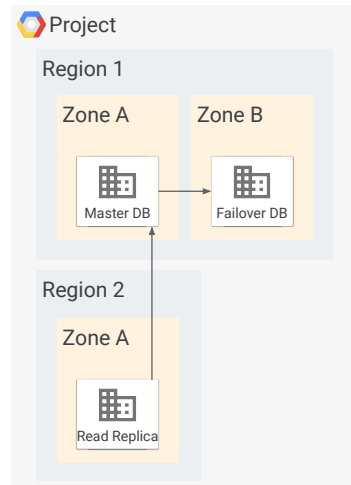 Project
Region 1
Zone A
Zone B
Master DB
Failover DB
Region 2
Zone A
Read Replica